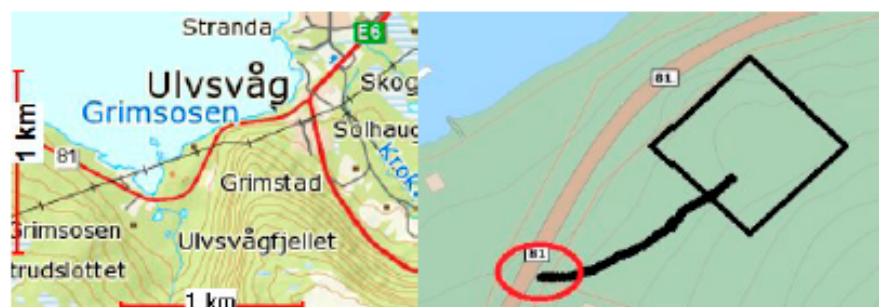 Stranda
E6
Ulvsvåg
Skog
Grimsosen
1 km
Solhaug
81
Krok
Grimstad
Grimsosen
Ulvsvågfjellet
trudslottet
1 km
81
81